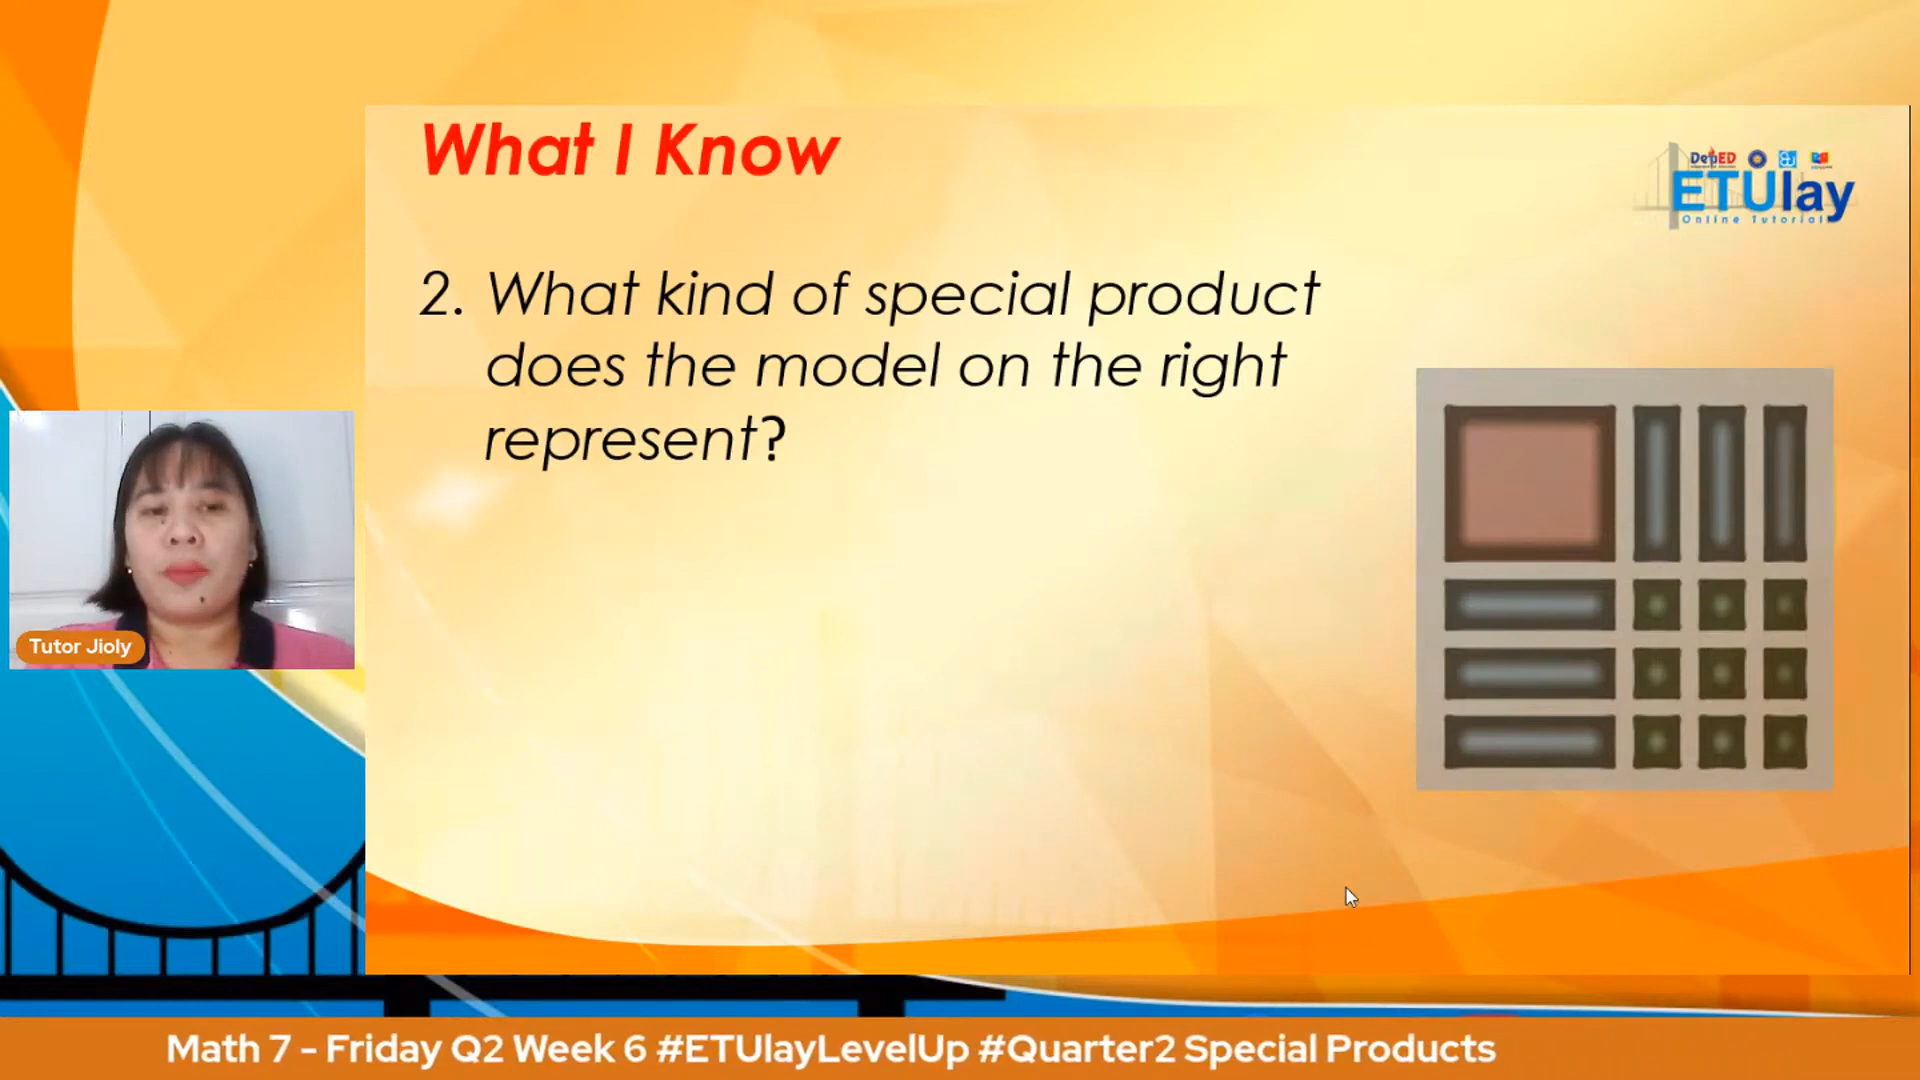 What I Know
DepED
ETUlay
Online Tutorial
2. What kind of special product
does the model on the right
represent?
Tutor Jioly
Math 7 - Friday Q2 Week 6 #ETUlayLevelUp #Quarter2 Special Products